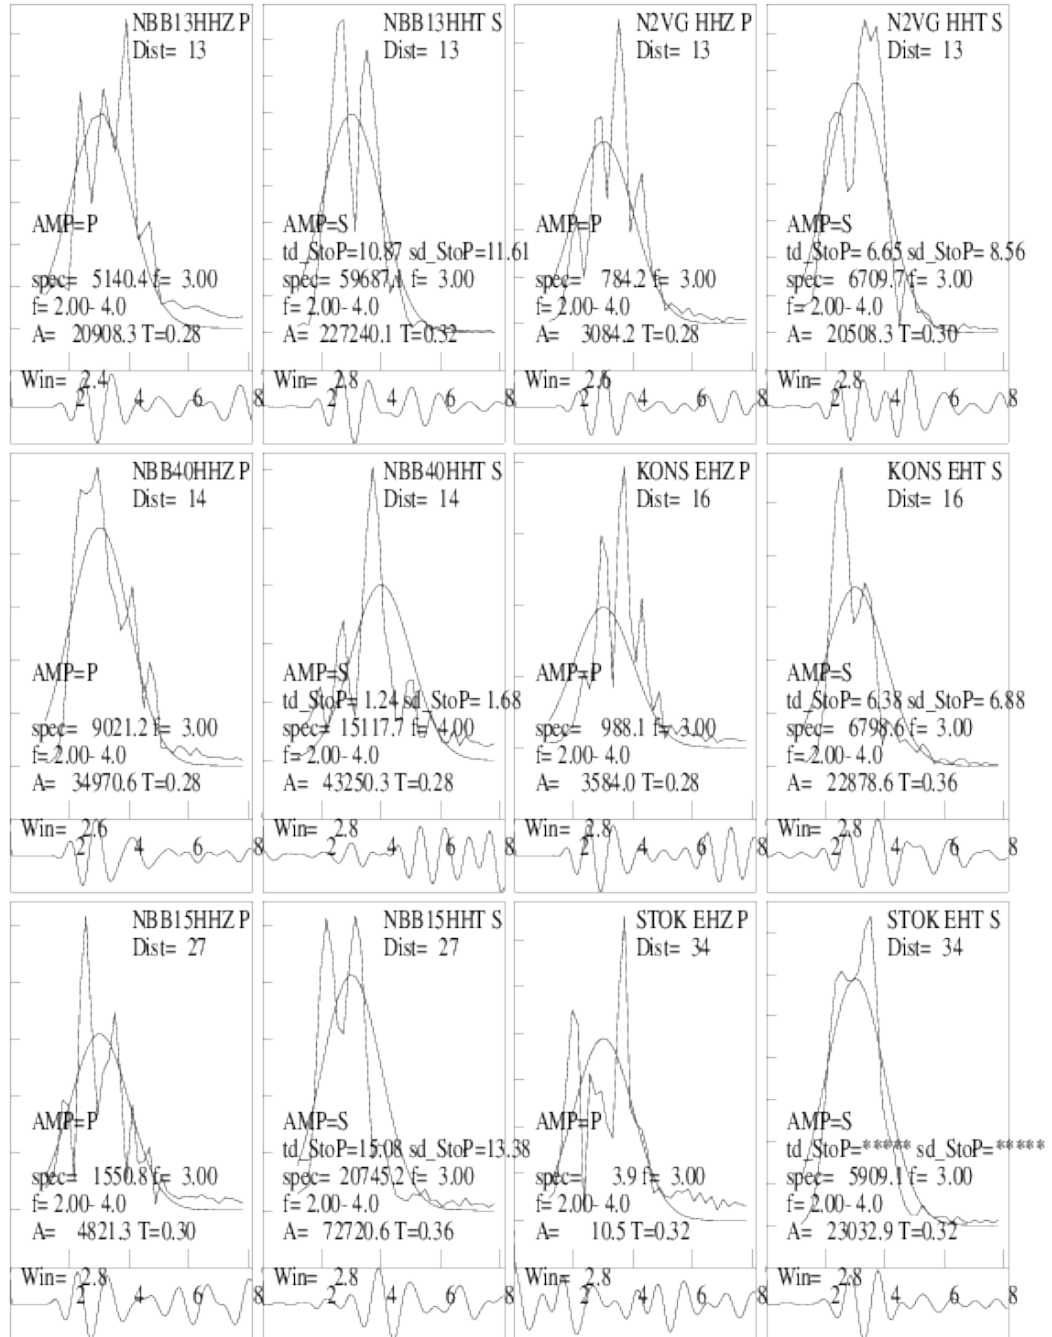 NBB13HHZ P
Dist= 13
AMP=P
spec= 5140.4 f= 3.00
f= 2.00- 4.0
A= 20908.3 T=0.28
Win= 2.4
2 4 6 8
NBB13HHT S
Dist= 13
AMP=S
td_StoP=10.87 sd_StoP=11.61
spec= 59687.1 f= 3.00
f= 2.00- 4.0
A= 227240.1 T=0.32
Win= 2.8
2 4 6 8
N2VG HHZ P
Dist= 13
AMP=P
spec= 784.2 f= 3.00
f= 2.00- 4.0
A= 3084.2 T=0.28
Win= 2.6
2 4 6 8
N2VG HHT S
Dist= 13
AMP=S
td_StoP= 6.65 sd_StoP= 8.56
spec= 6709.7 f= 3.00
f= 2.00- 4.0
A= 20508.3 T=0.30
Win= 2.8
2 4 6 8
NBB40HHZ P
Dist= 14
AMP=P
spec= 9021.2 f= 3.00
f= 2.00- 4.0
A= 34970.6 T=0.28
Win= 2.6
2 4 6 8
NBB40HHT S
Dist= 14
AMP=S
td_StoP= 1.24 sd_StoP= 1.68
spec= 15117.7 f= 4.00
f= 2.00- 4.0
A= 43250.3 T=0.28
Win= 2.8
2 4 6 8
KONS EHZ P
Dist= 16
AMP=P
spec= 988.1 f= 3.00
f= 2.00- 4.0
A= 3584.0 T=0.28
Win= 2.8
2 4 6 8
KONS EHT S
Dist= 16
AMP=S
td_StoP= 6.38 sd_StoP= 6.88
spec= 6798.6 f= 3.00
f= 2.00- 4.0
A= 22878.6 T=0.36
Win= 2.8
2 4 6 8
NBB15HHZ P
Dist= 27
AMP=P
spec= 1550.8 f= 3.00
f= 2.00- 4.0
A= 4821.3 T=0.30
Win= 2.8
2 4 6 8
NBB15HHT S
Dist= 27
AMP=S
td_StoP=15.08 sd_StoP=13.38
spec= 20745.2 f= 3.00
f= 2.00- 4.0
A= 72720.6 T=0.36
Win= 2.8
2 4 6 8
STOK EHZ P
Dist= 34
AMP=P
spec= 3.9 f= 3.00
f= 2.00- 4.0
A= 10.5 T=0.32
Win= 2.8
2 4 6 8
STOK EHT S
Dist= 34
AMP=S
td_StoP=***** sd_StoP=*****
spec= 5909.1 f= 3.00
f= 2.00- 4.0
A= 23032.9 T=0.32
Win= 2.8
2 4 6 8